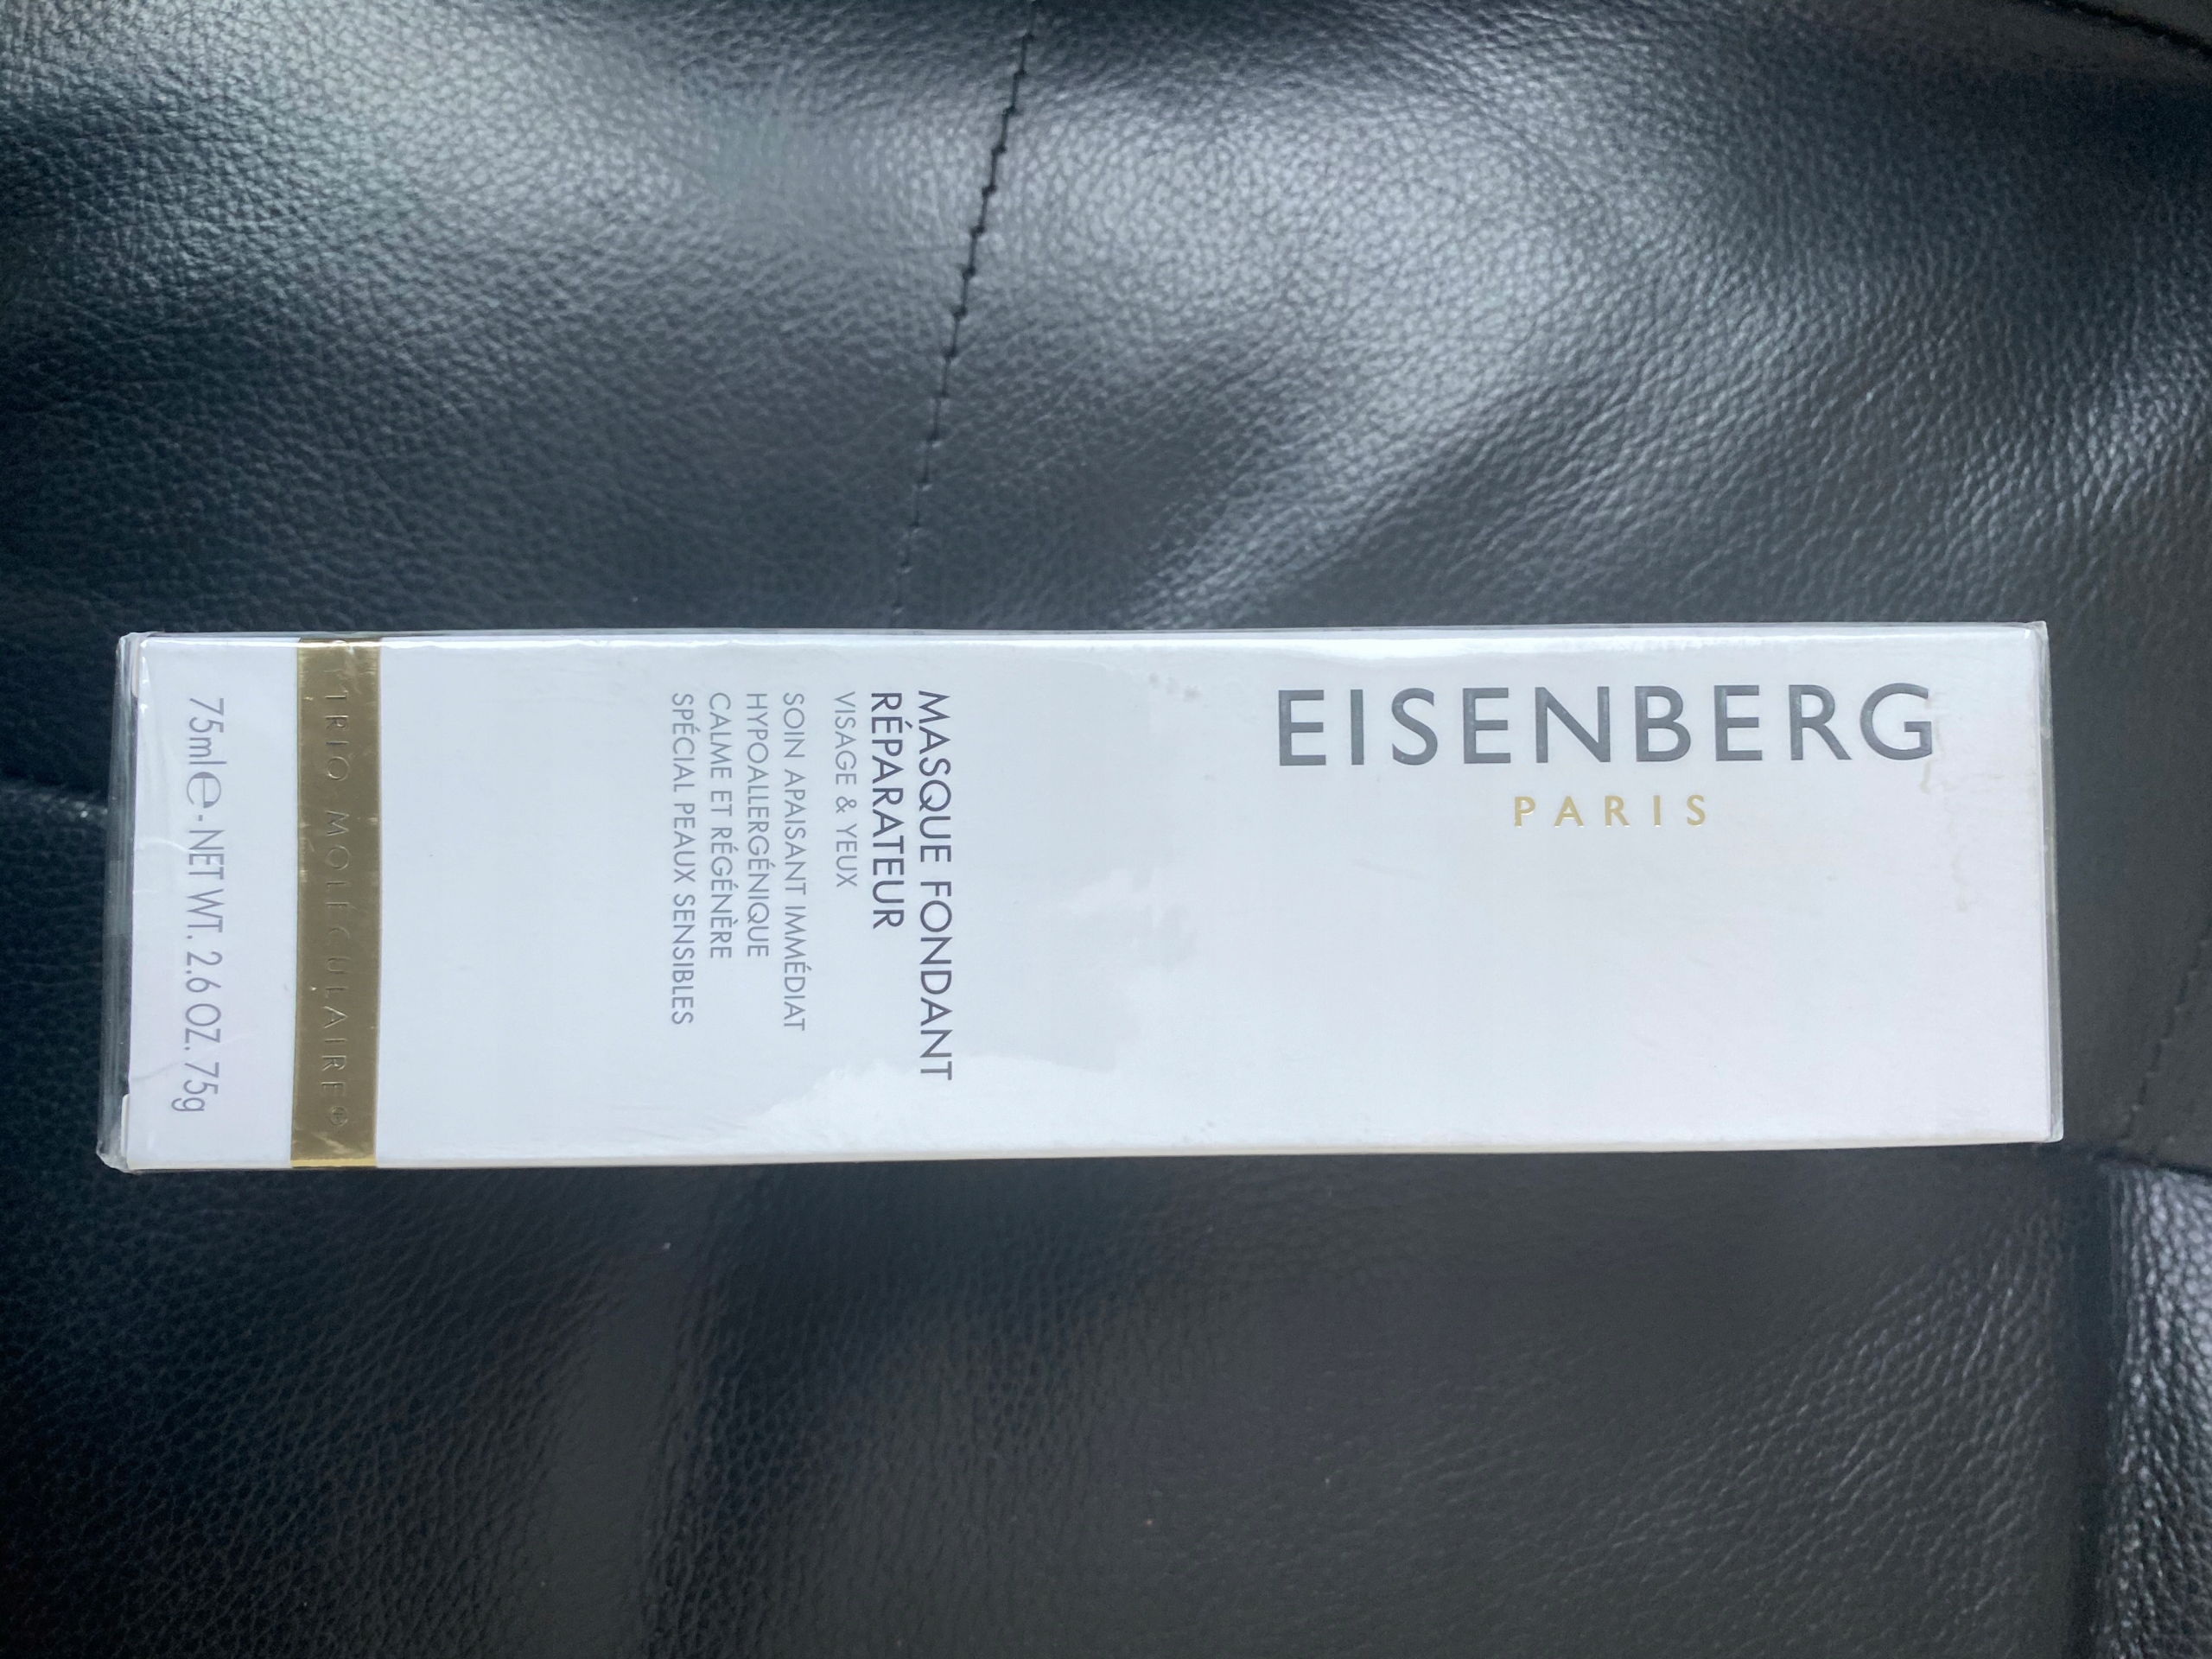 EISENBERG
PARIS
MASQUE FONDANT
RÉPARATEUR
VISAGE & YEUX
SOIN APAISANT IMMÉDIAT
HYPOALLERGÉNIQUE
CALME ET RÉGÉNÈRE
SPÉCIAL PEAUX SENSIBLES
TRIO MOLÉCULAIRE®
75ml℮-NET WT. 2.6 OZ. 75g